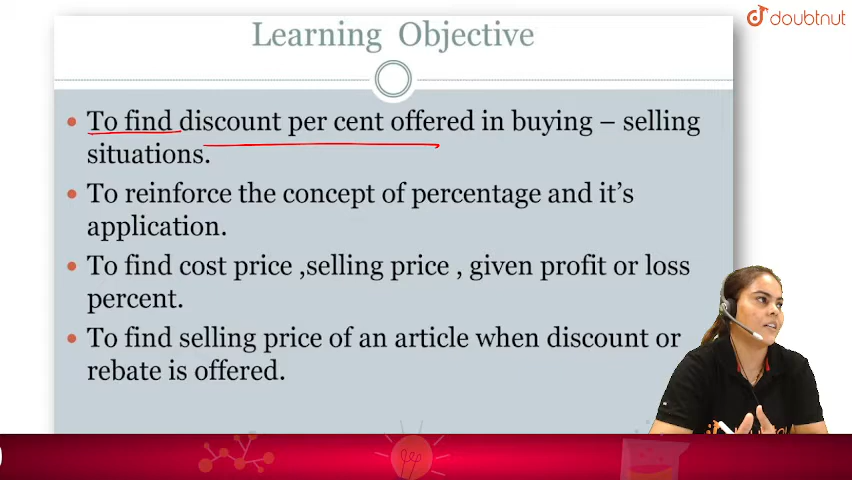 doubtnut
Learning Objective
• To find discount per cent offered in buying – selling
situations.
• To reinforce the concept of percentage and it's
application.
• To find cost price ,selling price , given profit or loss
percent.
• To find selling price of an article when discount or
rebate is offered.